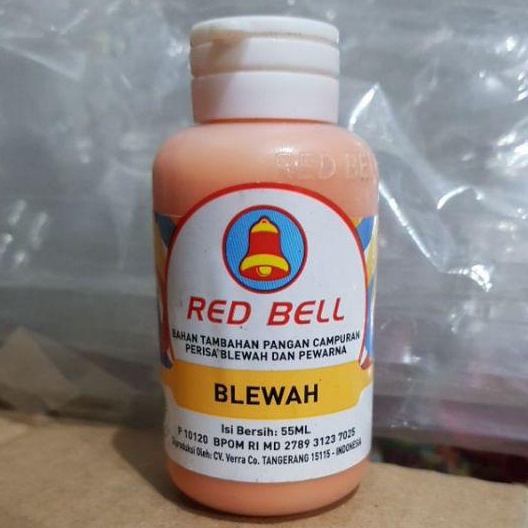 RED BELL
RED BELL
BAHAN TAMBAHAN PANGAN CAMPURAN
PERISA BLEWAH DAN PEWARNA
BLEWAH
Isi Bersih: 55ML
P 10120 BPOM RI MD 2789 3123 7025
Diproduksi Oleh: CV. Verra Co. TANGERANG 15115 - INDONESIA